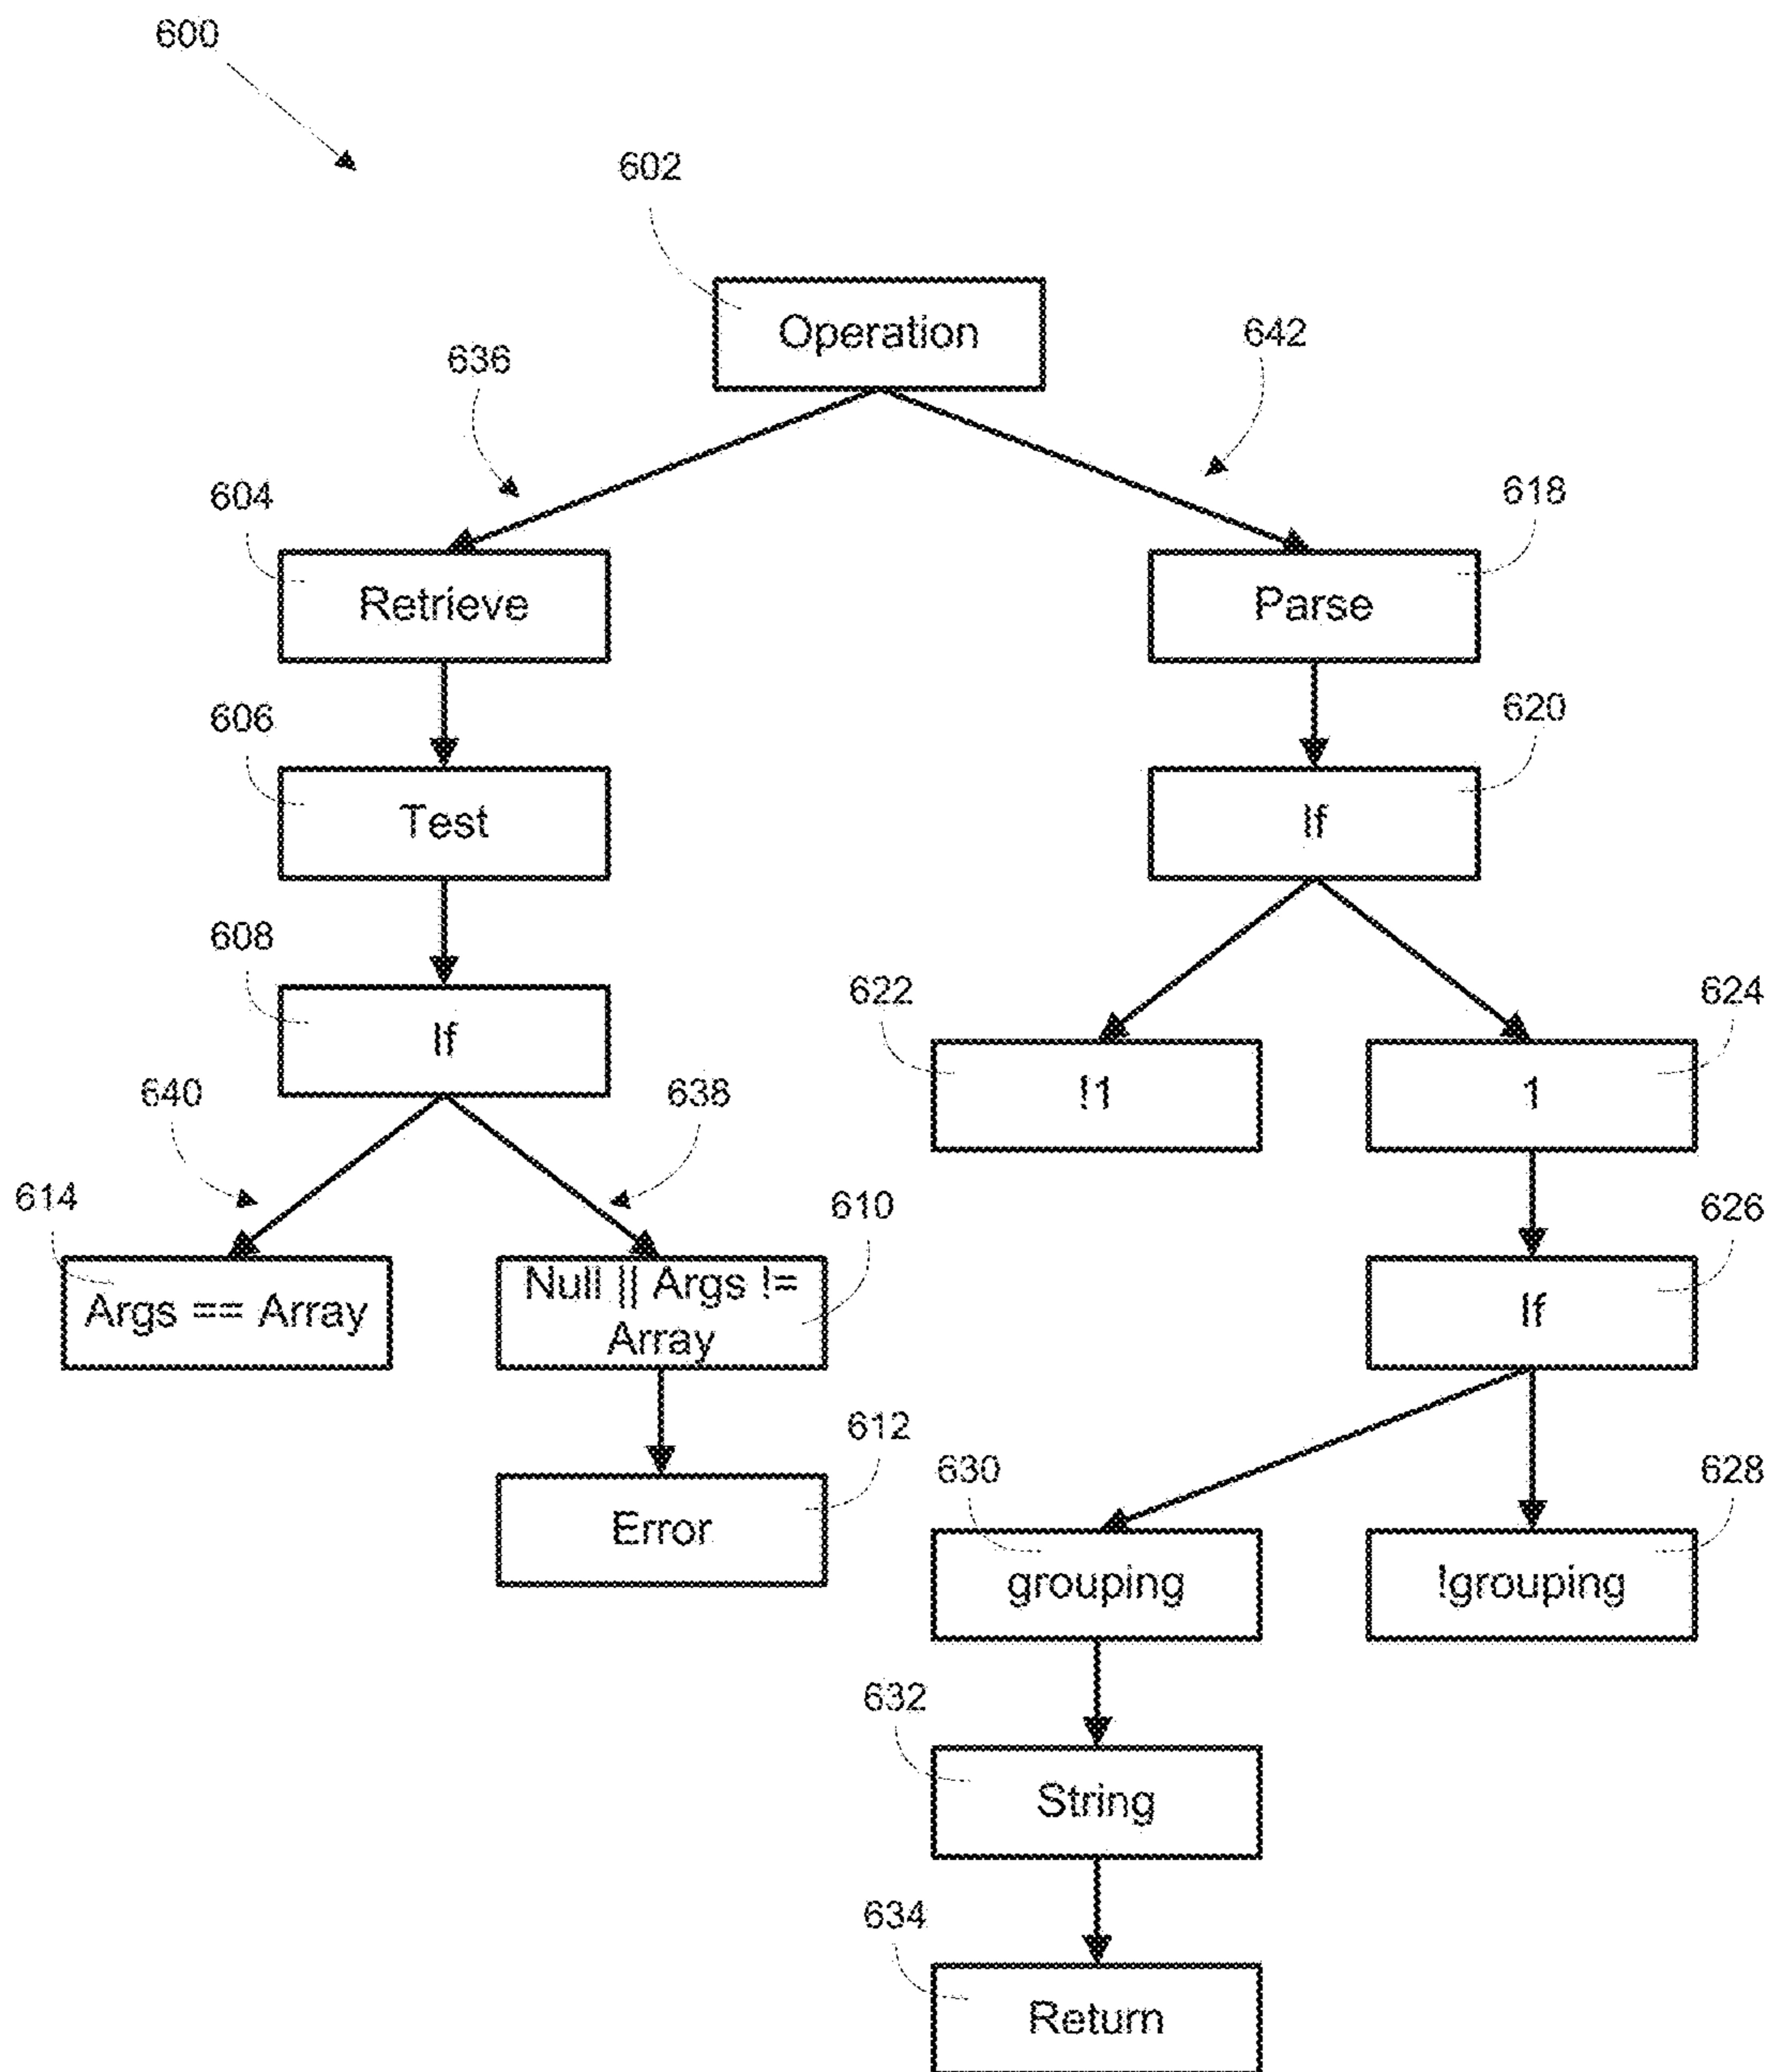 600
602
Operation
636
642
604
618
Retrieve
Parse
606
620
Test
If
608
622
624
If
!1
1
640
638
614
610
626
Args == Array
Null || Args !=
Array
If
612
630
628
Error
grouping
!grouping
632
String
634
Return